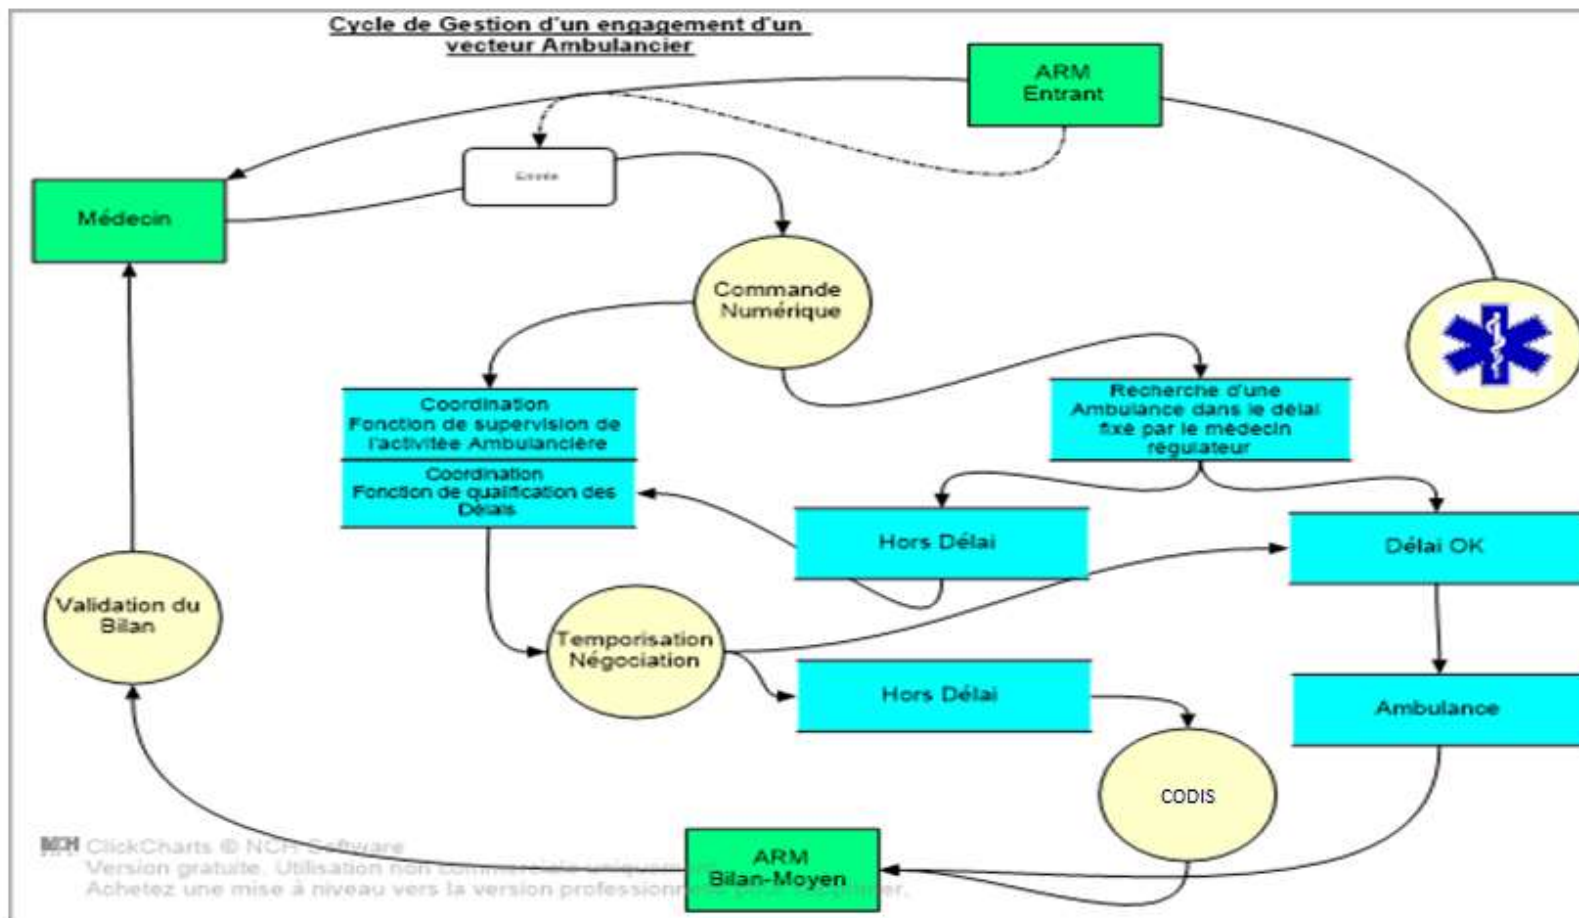 Cycle de Gestion d'un engagement d'un
vecteur Ambulancier
ARM
Entrant
Entrée
Médecin
Commande
Numérique
Coordination
Fonction de supervision de
l'activitée Ambulancière
Coordination
Fonction de qualification des
Délais
Recherche d'une
Ambulance dans le délai
fixé par le médecin
régulateur
Hors Délai
Délai OK
Validation du
Bilan
Temporisation
Négociation
Hors Délai
Ambulance
CODIS
ARM
Bilan-Moyen
NCH ClickCharts © NCH Software
Version gratuite. Utilisation non commerciale uniquement.
Achetez une mise à niveau vers la version professionnelle